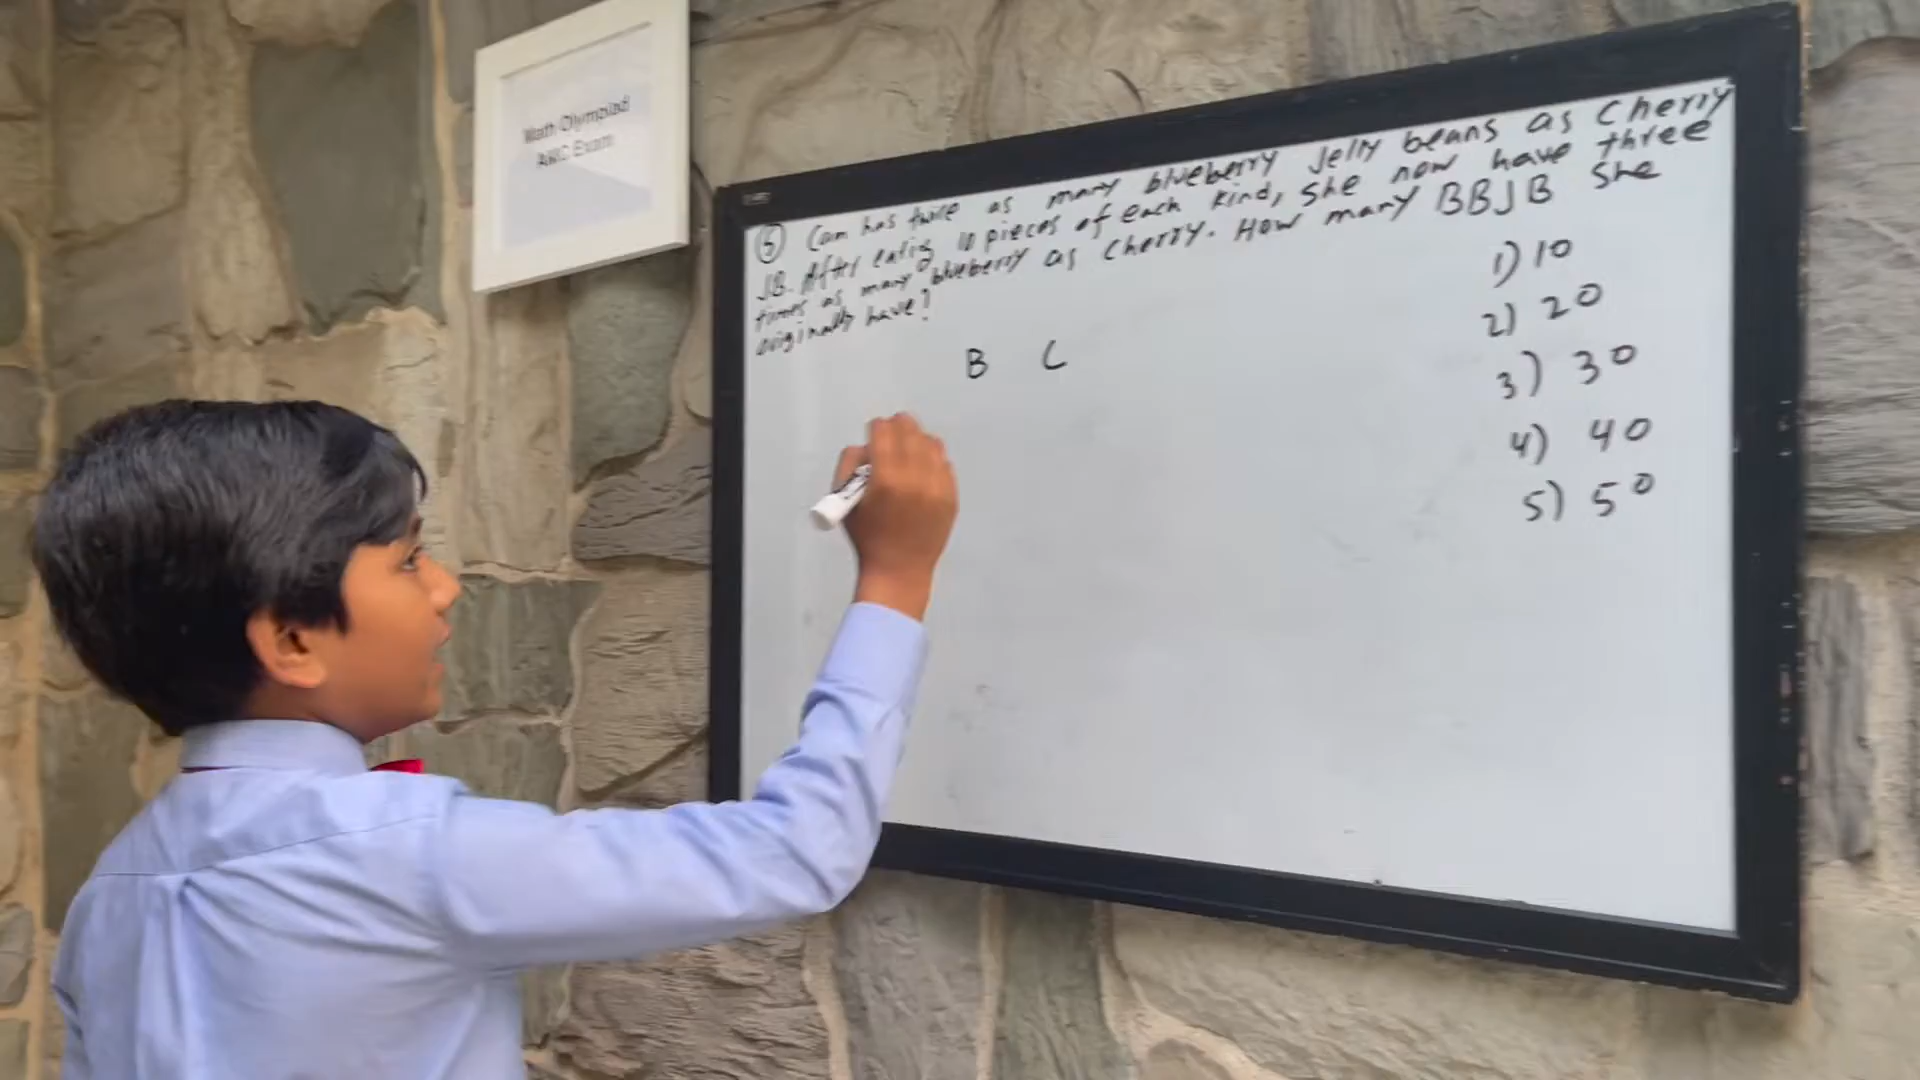 Math Olympiad
AMC Exam
5 Cam has twice as many blueberry Jelly beans as Cherry
JB. After eating 10 pieces of each kind, she now have three
times as many blueberry as Cherry. How many BBJB She
originally have?
B C
1) 10
2) 20
3) 30
4) 40
5) 50